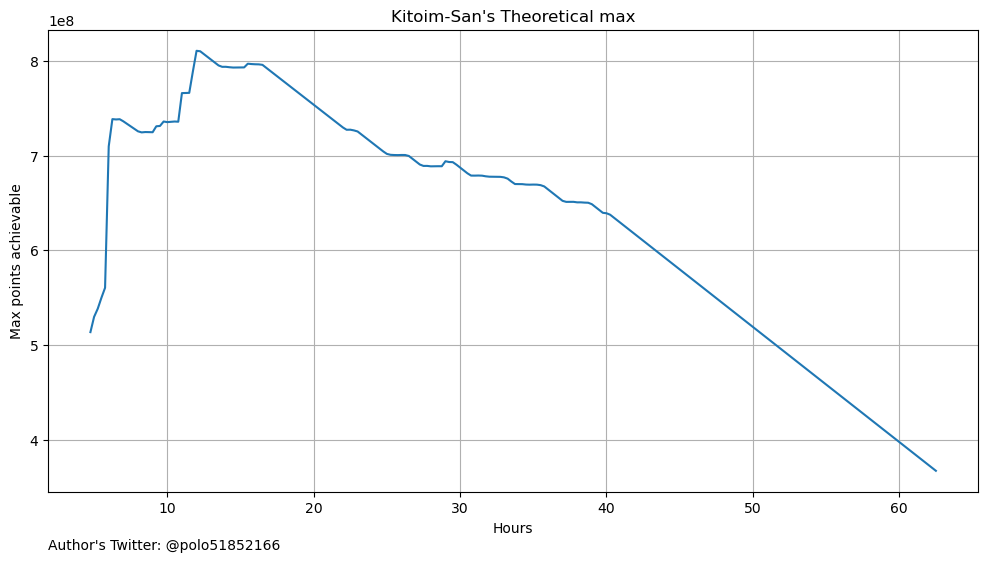 Kitoim-San's Theoretical max
1e8
Max points achievable
8
7
6
5
4
10 20 30 40 50 60
Hours
Author's Twitter: @polo51852166